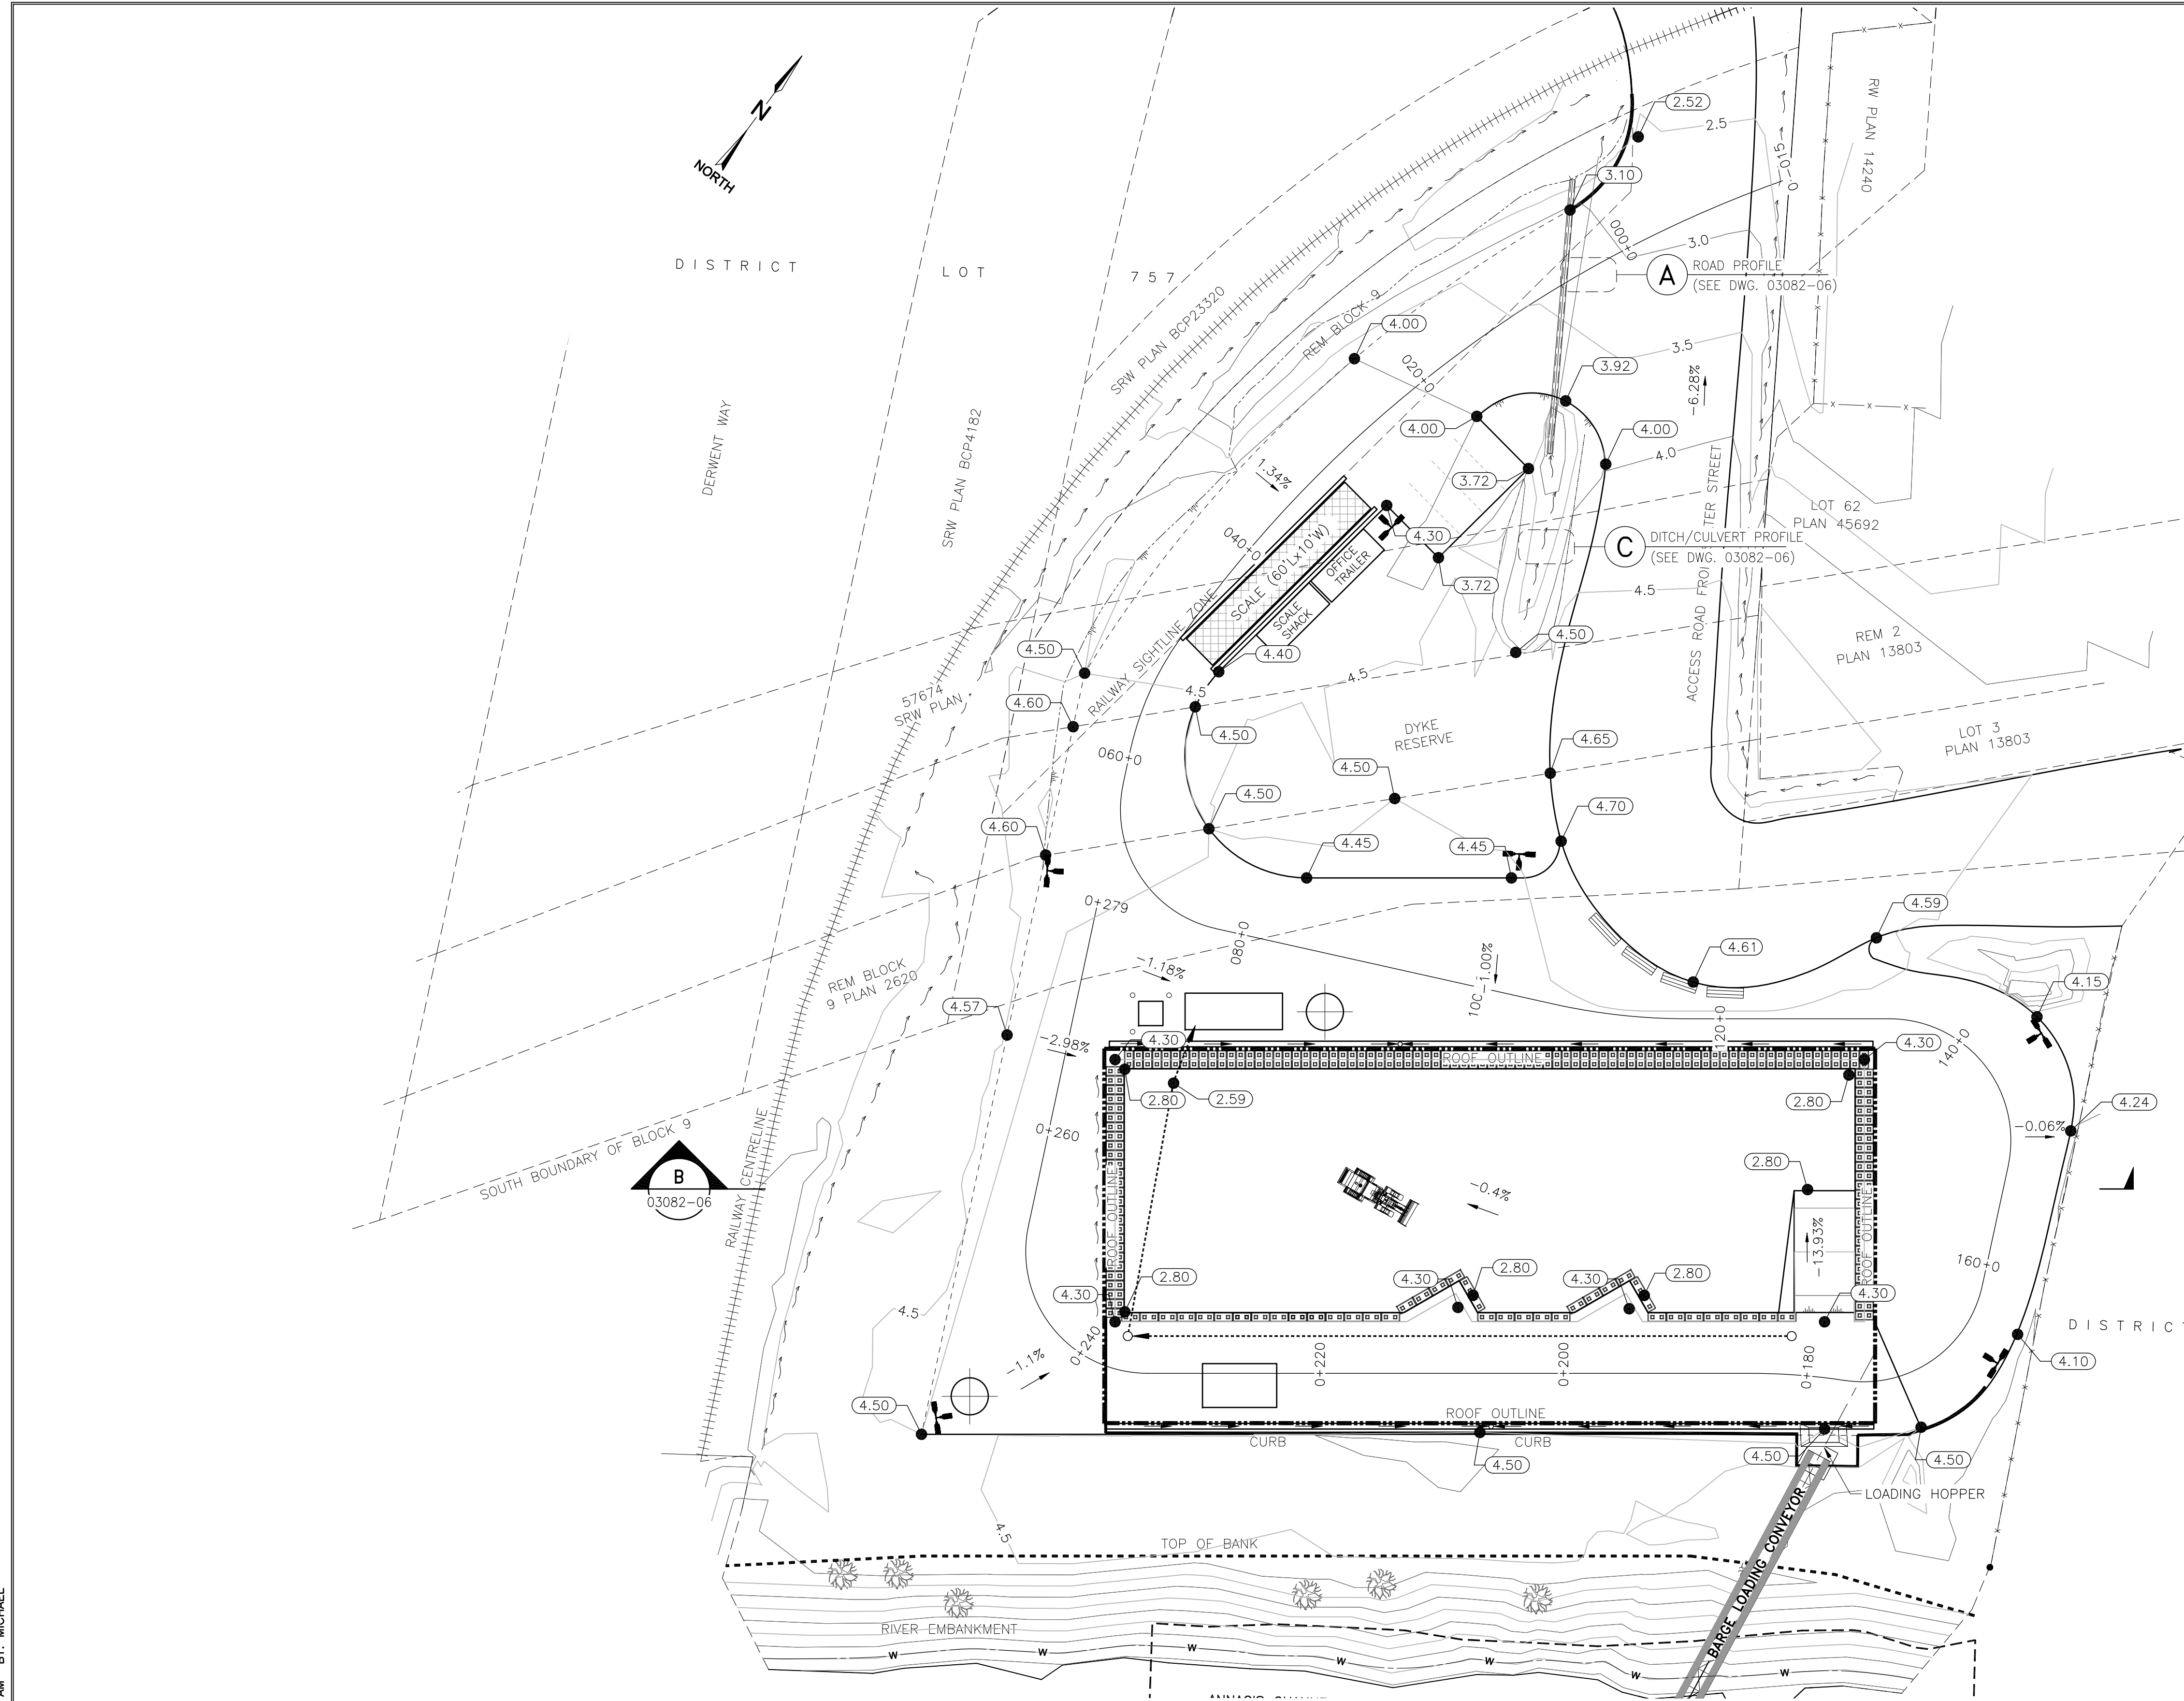 2.52
2.5
RW PLAN 14240
N
NORTH
0-015
3.10
000+0
3.0
A
ROAD PROFILE
(SEE DWG. 03082-06)
DISTRICT
LOT
757
SRW PLAN BCP23320
REM BLOCK 9
4.00
020+0
3.5
3.92
-6.28%
DERWENT WAY
SRW PLAN BCP4182
4.00
4.00
4.0
3.72
1.34%
LOT 62
PLAN 45692
4.30
040+0
SCALE (60'Lx10'W)
OFFICE
TRAILER
SCALE
SHACK
C
DITCH/CULVERT PROFILE
(SEE DWG. 03082-06)
3.72
4.5
ACCESS ROAD FRO
TER STREET
RAILWAY SIGHTLINE ZONE
4.50
4.40
4.50
REM 2
PLAN 13803
57674
SRW PLAN
4.60
4.5
4.5
4.50
DYKE
RESERVE
4.65
LOT 3
PLAN 13803
060+0
4.50
4.50
4.70
4.60
4.45
4.45
0+279
080+0
4.59
4.61
-1.18%
-1.00%
REM BLOCK
9 PLAN 2620
4.57
4.15
-2.98%
4.30
ROOF OUTLINE
120+0
4.30
140+0
2.80
2.59
2.80
4.24
-0.06%
0+260
SOUTH BOUNDARY OF BLOCK 9
B
03082-06
RAILWAY CENTRELINE
ROOF OUTLINE
-0.4%
2.80
ROOF OUTLINE
-13.93%
160+0
2.80
4.30
2.80
4.30
2.80
4.30
4.30
4.5
0+240
-1.1%
0+220
0+200
0+180
4.10
4.50
ROOF OUTLINE
CURB
CURB
4.50
4.50
4.50
LOADING HOPPER
4.5
TOP OF BANK
BARGE LOADING CONVEYOR
RIVER EMBANKMENT
W
W
W
W
W
W
W
BY: MICHAEL